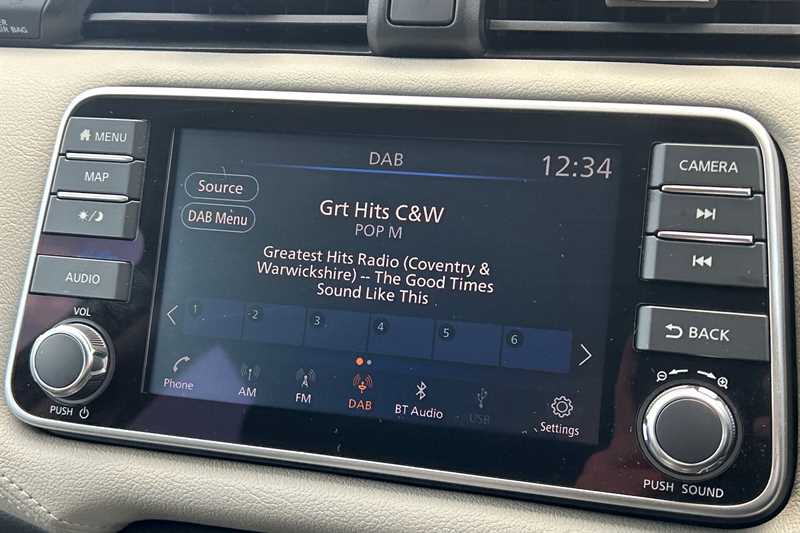 AIR BAG
MENU
MAP
AUDIO
VOL
PUSH
DAB
12:34
Source
DAB Menu
Grt Hits C&W
POP M
Greatest Hits Radio (Coventry &
Warwickshire) -- The Good Times
Sound Like This
1 2 3 4 5 6
Phone AM FM DAB BT Audio USB Settings
CAMERA
BACK
PUSH SOUND